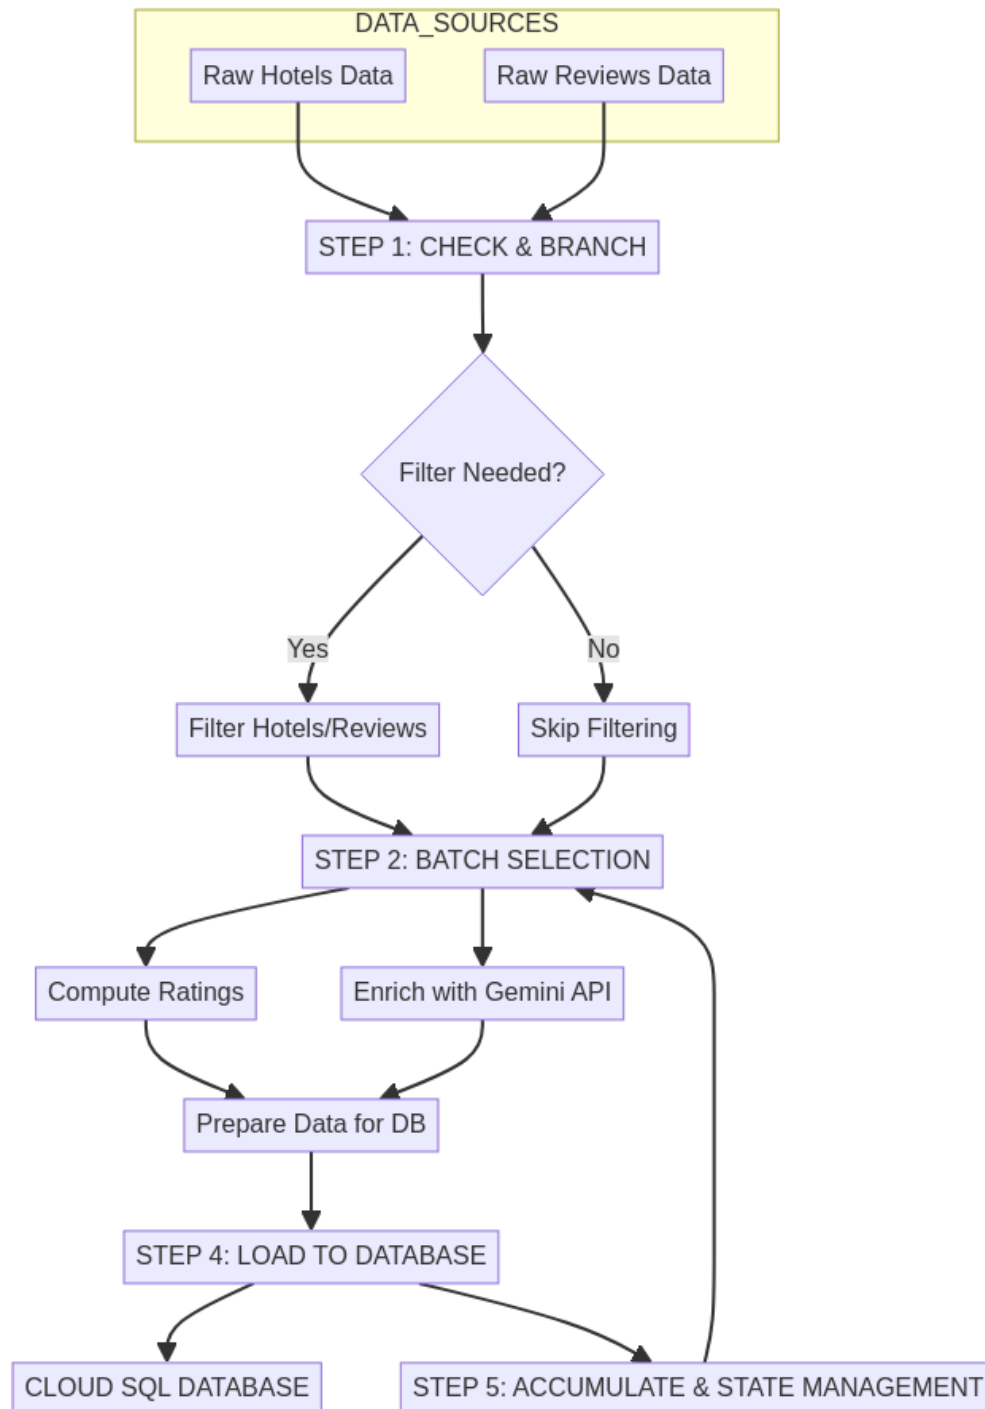 DATA_SOURCES
Raw Hotels Data
Raw Reviews Data
STEP 1: CHECK & BRANCH
Filter Needed?
Yes
No
Filter Hotels/Reviews
Skip Filtering
STEP 2: BATCH SELECTION
Compute Ratings
Enrich with Gemini API
Prepare Data for DB
STEP 4: LOAD TO DATABASE
CLOUD SQL DATABASE
STEP 5: ACCUMULATE & STATE MANAGEMENT